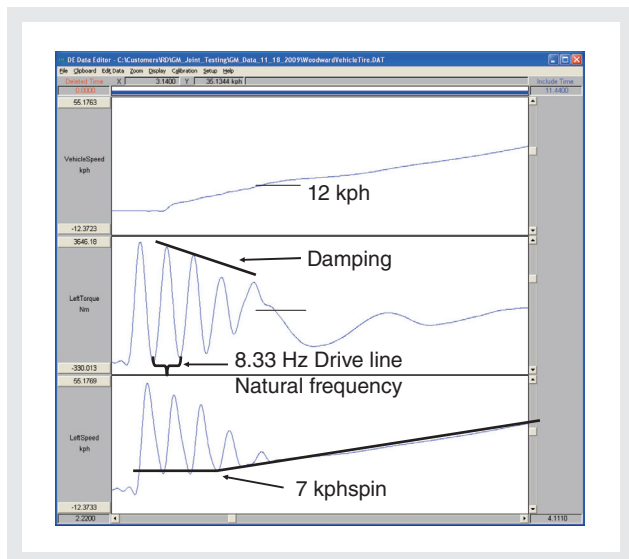 DE Data Editor - C:\Customers\RD\GM_Joint_Testing\GM_Data_11_18_2009\WoodwardVehicleTire.DAT
File Clipboard Edit Data Zoom Display Calibration Setup Help
Deleted Time X 3.1400 Y 35.1344 kph Include Time
0.0000 11.4400
55.1763
VehicleSpeed
kph
12 kph
-12.3723
3646.18
Damping
LeftTorque
Nm
-330.013
8.33 Hz Drive line
Natural frequency
55.1769
LeftSpeed
kph
7 kphspin
-12.3733
2.2200 4.1110